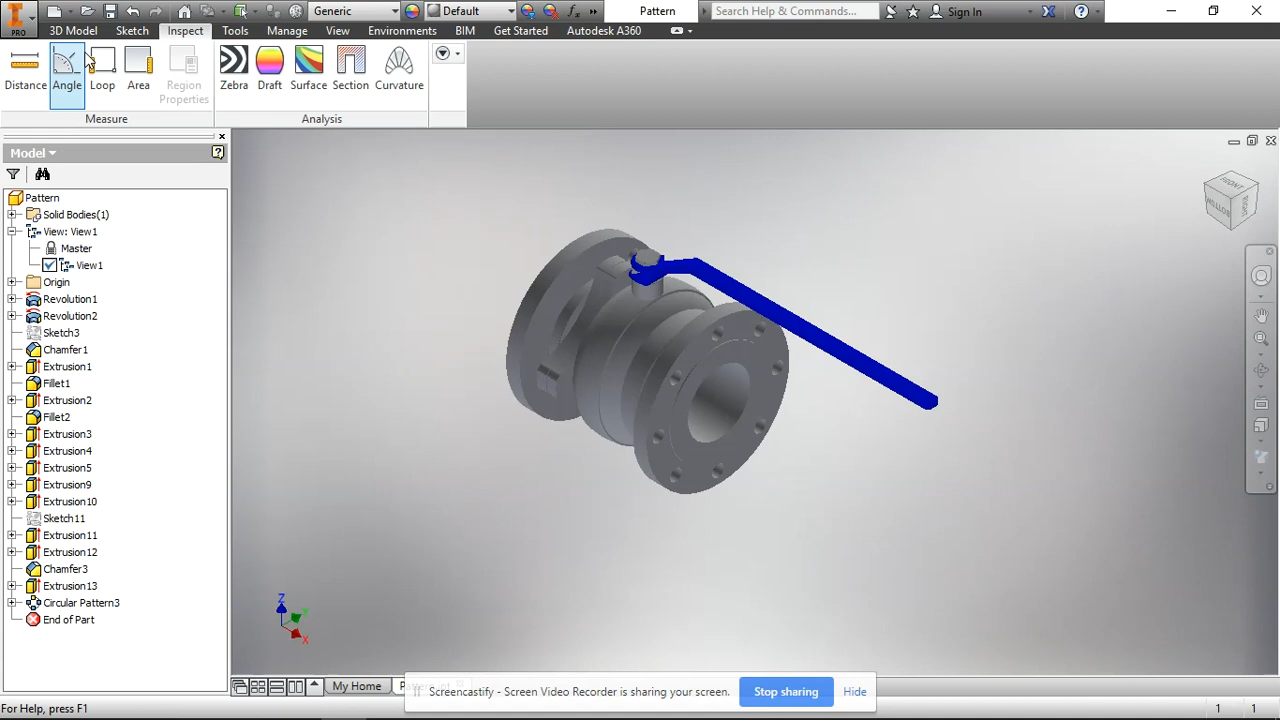 PRO
Generic
Default
Pattern
Search Help & Commands...
Sign In
3D Model
Sketch
Inspect
Tools
Manage
View
Environments
BIM
Get Started
Autodesk A360
Distance
Angle
Loop
Area
Region
Properties
Zebra
Draft
Surface
Section
Curvature
Measure
Analysis
Model
Pattern
Solid Bodies(1)
View: View1
Master
View1
Origin
Revolution1
Revolution2
Sketch3
Chamfer1
Extrusion1
Fillet1
Extrusion2
Fillet2
Extrusion3
Extrusion4
Extrusion5
Extrusion9
Extrusion10
Sketch11
Extrusion11
Extrusion12
Chamfer3
Extrusion13
Circular Pattern3
End of Part
FRONT
BOTTOM
RIGHT
Z
Y
X
My Home
Screencastify - Screen Video Recorder is sharing your screen.
Stop sharing
Hide
For Help, press F1
1
1